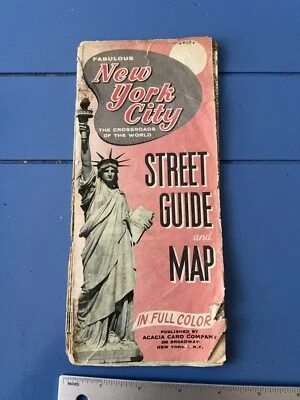 FABULOUS
New
York
City
THE CROSSROADS
OF THE WORLD
STREET
GUIDE
and
MAP
IN FULL COLOR
PUBLISHED BY
ACACIA CARD COMPANY
BROADWAY
NEW YORK
N.Y.